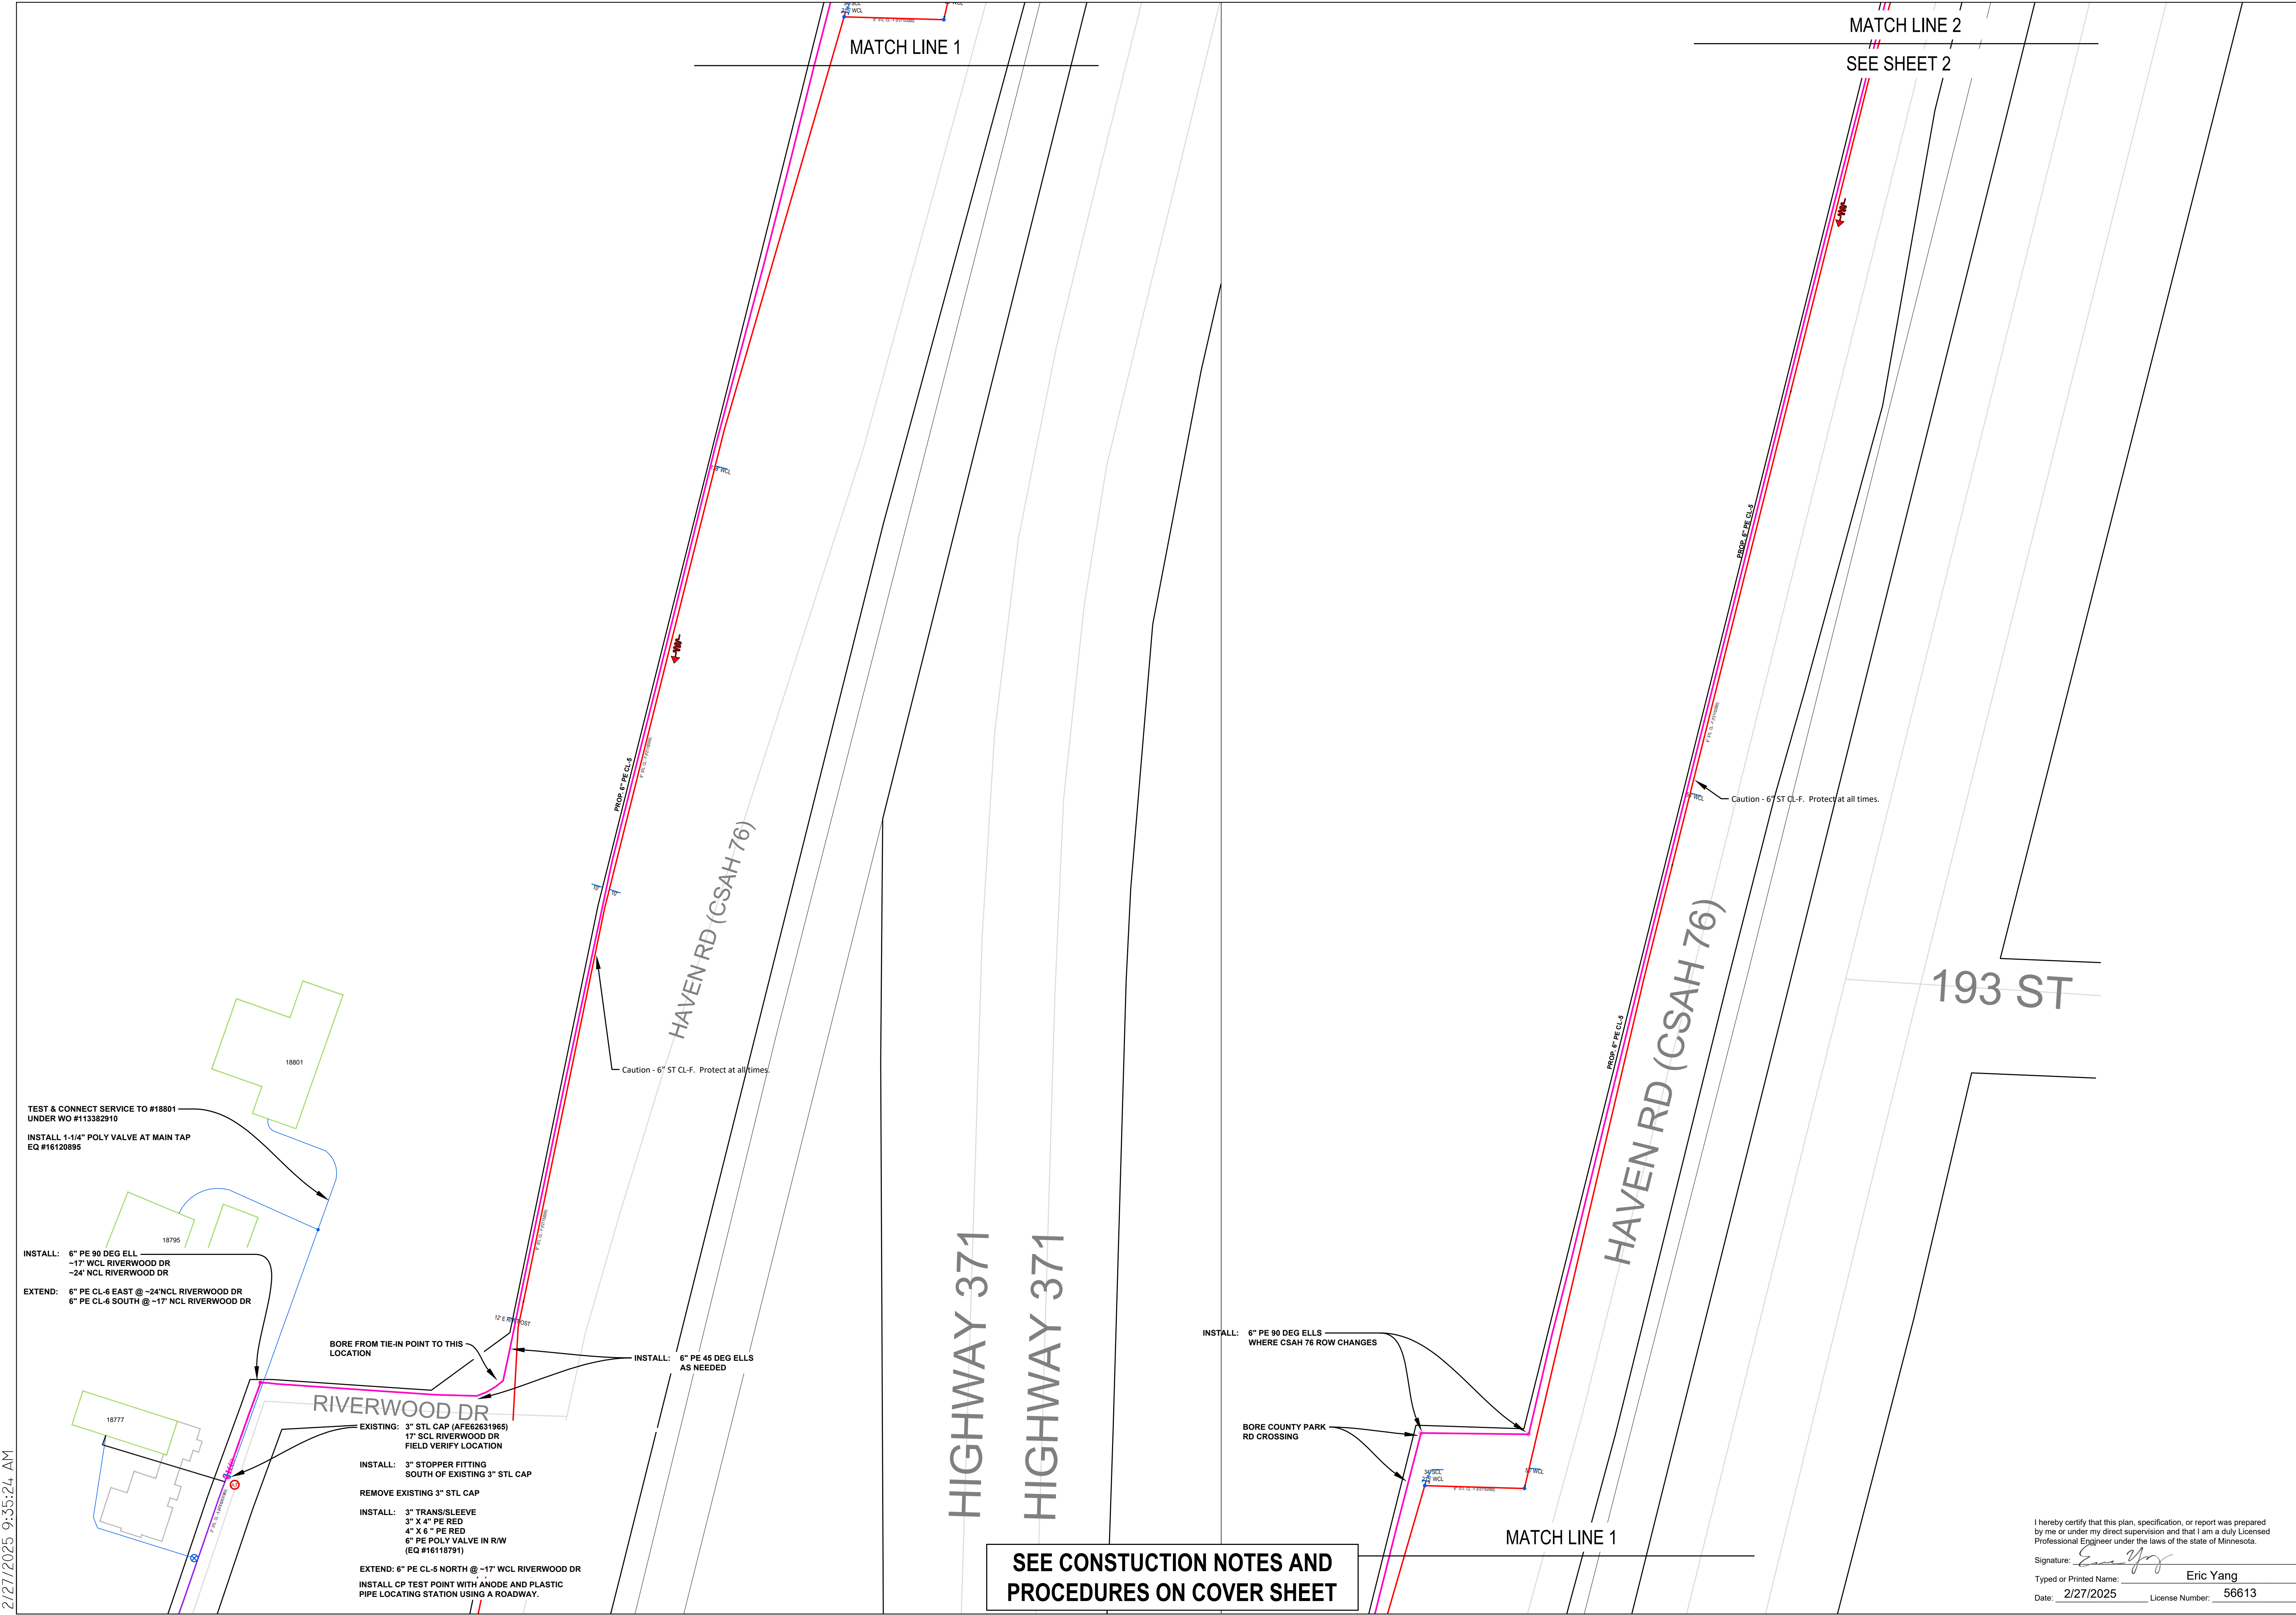 MATCH LINE 1
PROP. 6" PE CL-5
HAVEN RD (CSAH 76)
Caution - 6" ST CL-F.  Protect at all times.
18801
TEST & CONNECT SERVICE TO #18801
UNDER WO #113382910
INSTALL 1-1/4" POLY VALVE AT MAIN TAP
EQ #16120895
18795
INSTALL: 6" PE 90 DEG ELL
~17' WCL RIVERWOOD DR
~24' NCL RIVERWOOD DR
EXTEND: 6" PE CL-6 EAST @ ~24'NCL RIVERWOOD DR
6" PE CL-6 SOUTH @ ~17' NCL RIVERWOOD DR
BORE FROM TIE-IN POINT TO THIS
LOCATION
INSTALL: 6" PE 45 DEG ELLS
AS NEEDED
RIVERWOOD DR
18777
EXISTING: 3" STL CAP (AFE62631965)
17' SCL RIVERWOOD DR
FIELD VERIFY LOCATION
INSTALL: 3" STOPPER FITTING
SOUTH OF EXISTING 3" STL CAP
REMOVE EXISTING 3" STL CAP
INSTALL: 3" TRANS/SLEEVE
3" X 4" PE RED
4" X 6 " PE RED
6" PE POLY VALVE IN R/W
(EQ #16118791)
EXTEND: 6" PE CL-5 NORTH @ ~17' WCL RIVERWOOD DR
INSTALL CP TEST POINT WITH ANODE AND PLASTIC
PIPE LOCATING STATION USING A ROADWAY.
HIGHWAY 371
HIGHWAY 371
MATCH LINE 2
SEE SHEET 2
PROP. 6" PE CL-5
Caution - 6" ST CL-F.  Protect at all times.
HAVEN RD (CSAH 76)
193 ST
PROP. 6" PE CL-5
INSTALL: 6" PE 90 DEG ELLS
WHERE CSAH 76 ROW CHANGES
BORE COUNTY PARK
RD CROSSING
34' SCL
WCL
WCL
MATCH LINE 1
SEE CONSTUCTION NOTES AND
PROCEDURES ON COVER SHEET
I hereby certify that this plan, specification, or report was prepared
by me or under my direct supervision and that I am a duly Licensed
Professional Engineer under the laws of the state of Minnesota.
Signature:
Typed or Printed Name: Eric Yang
Date: 2/27/2025 License Number: 56613
2/27/2025 9:35:24 AM